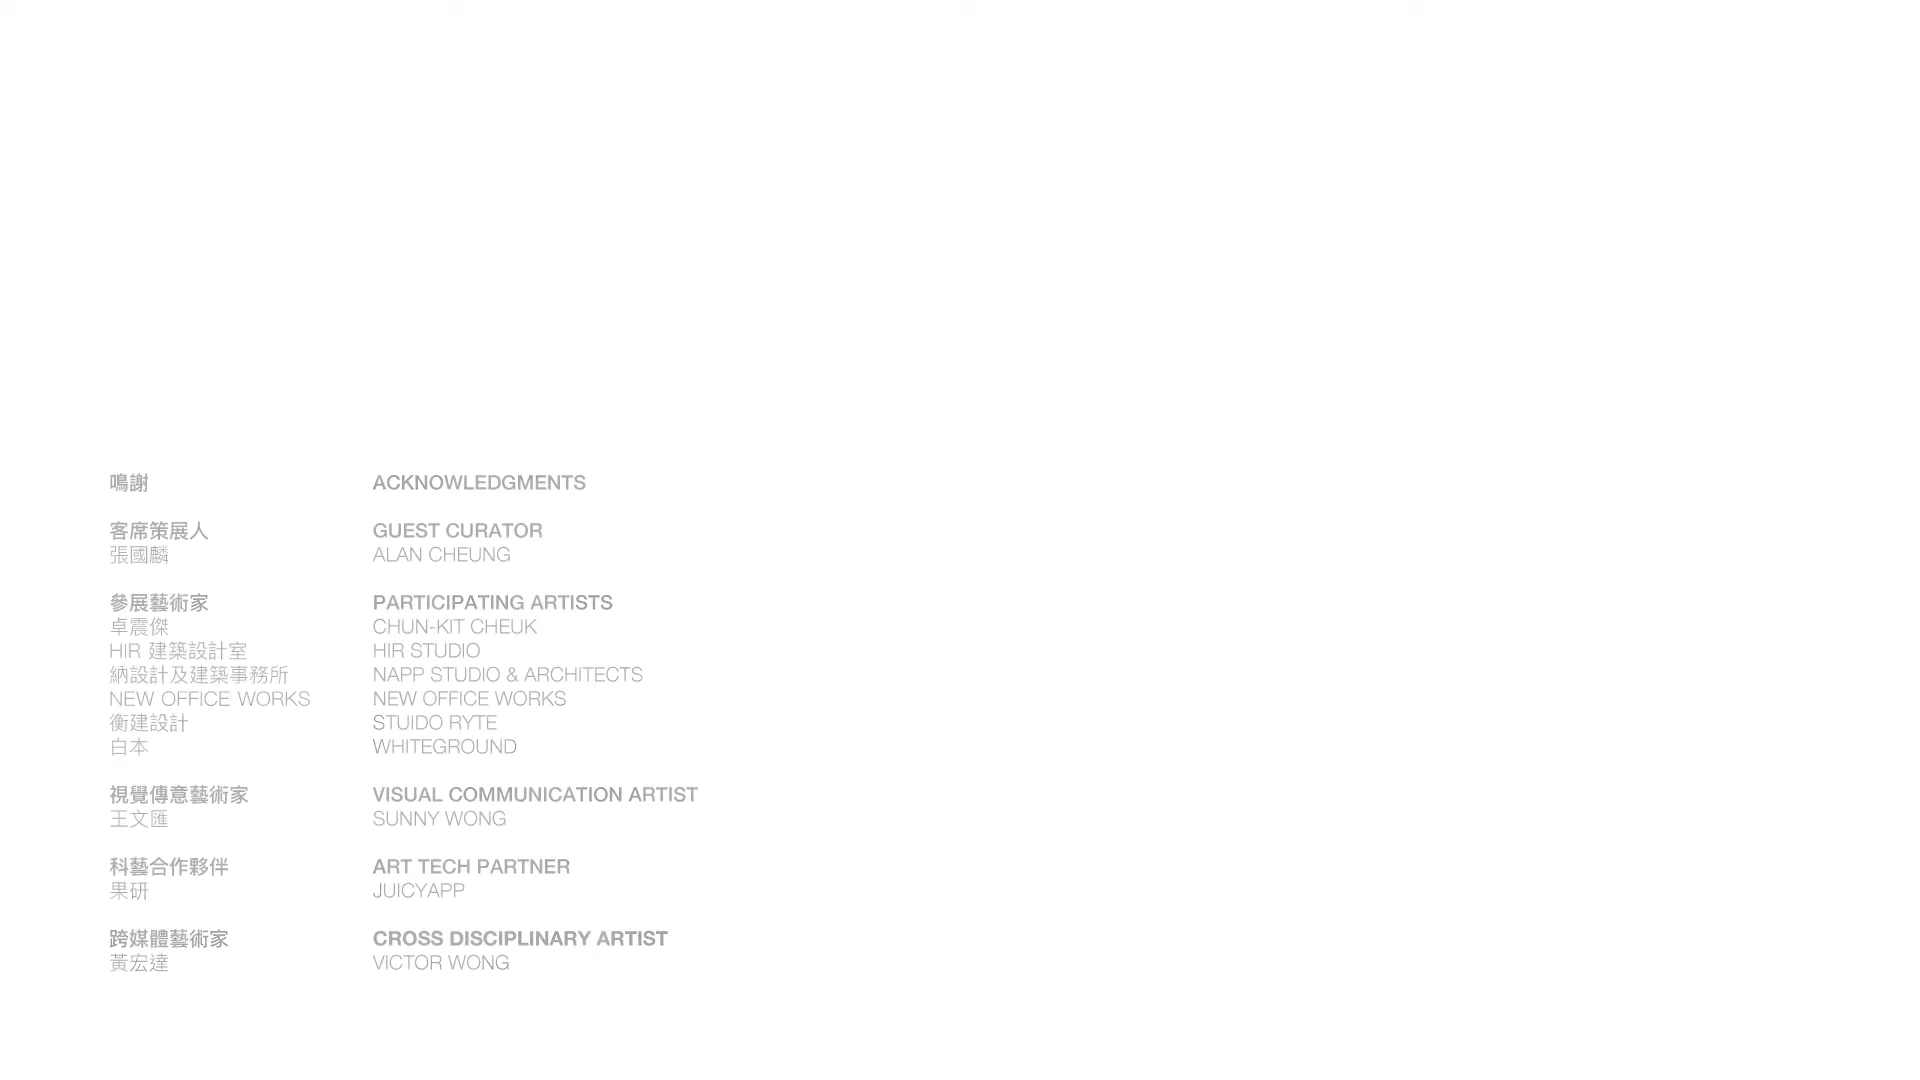 鳴謝 ACKNOWLEDGMENTS
客席策展人 GUEST CURATOR
張國麟 ALAN CHEUNG
參展藝術家 PARTICIPATING ARTISTS
卓震傑 CHUN-KIT CHEUK
HIR 建築設計室 HIR STUDIO
納設計及建築事務所 NAPP STUDIO & ARCHITECTS
NEW OFFICE WORKS NEW OFFICE WORKS
衡建設計 STUIDO RYTE
白本 WHITEGROUND
視覺傳意藝術家 VISUAL COMMUNICATION ARTIST
王文匯 SUNNY WONG
科藝合作夥伴 ART TECH PARTNER
果研 JUICYAPP
跨媒體藝術家 CROSS DISCIPLINARY ARTIST
黃宏達 VICTOR WONG